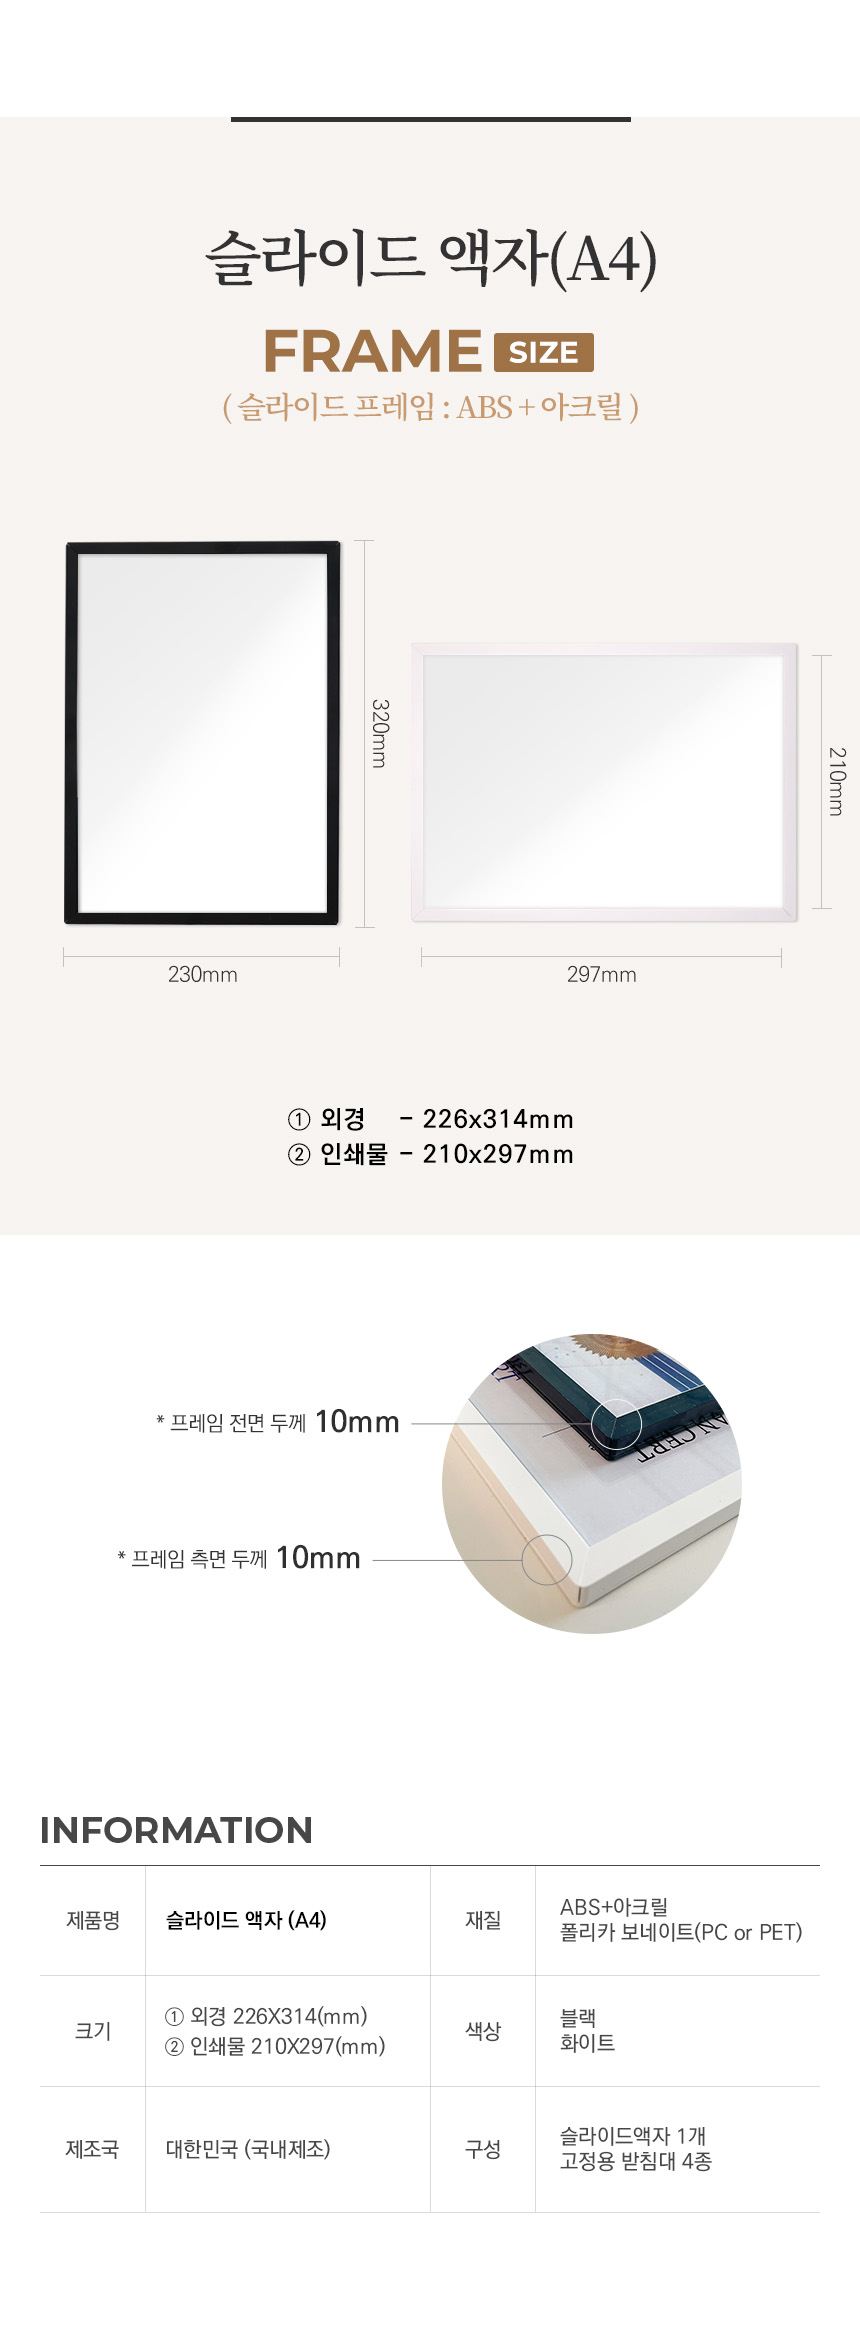 슬라이드 액자(A4)
FRAME SIZE
( 슬라이드 프레임 : ABS + 아크릴 )
320mm
210mm
230mm
297mm
① 외경 - 226x314mm
② 인쇄물 - 210x297mm
* 프레임 전면 두께 10mm
* 프레임 측면 두께 10mm
INFORMATION
제품명
슬라이드 액자 (A4)
재질
ABS+아크릴
폴리카 보네이트(PC or PET)
크기
① 외경 226X314(mm)
② 인쇄물 210X297(mm)
색상
블랙
화이트
제조국
대한민국 (국내제조)
구성
슬라이드액자 1개
고정용 받침대 4종